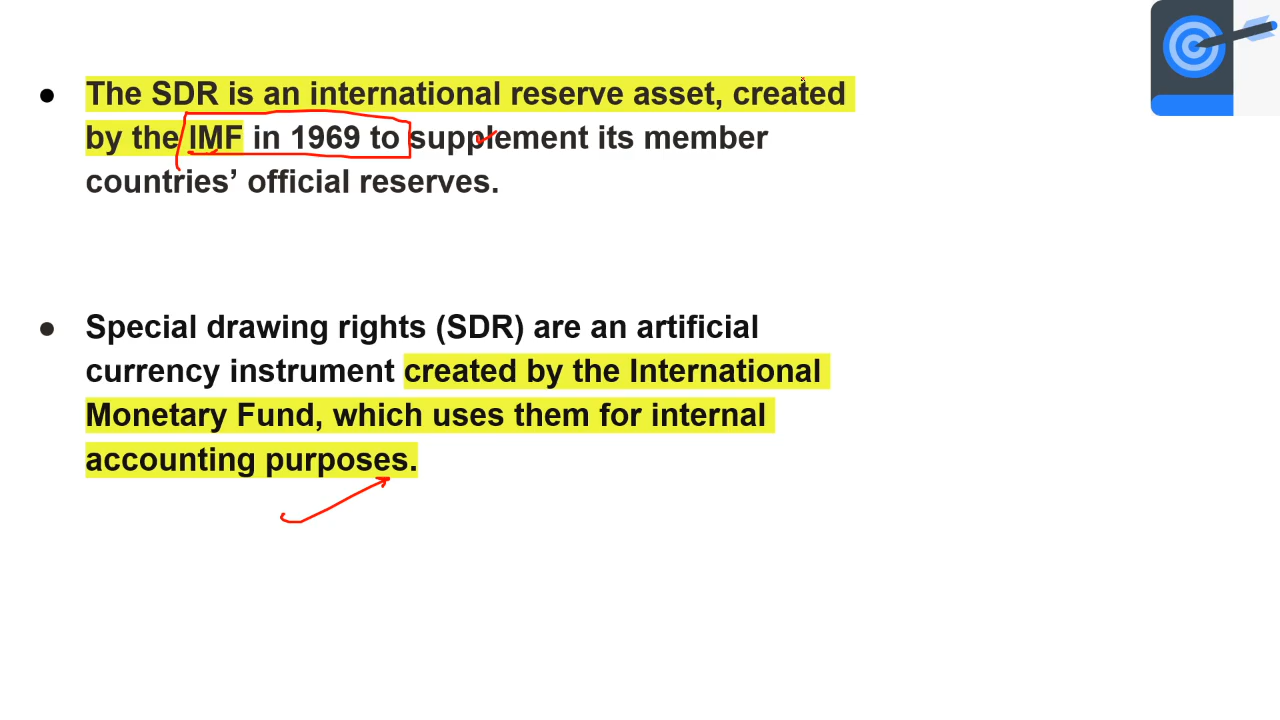 The SDR is an international reserve asset, created
by the IMF in 1969 to supplement its member
countries’ official reserves.
Special drawing rights (SDR) are an artificial
currency instrument created by the International
Monetary Fund, which uses them for internal
accounting purposes.